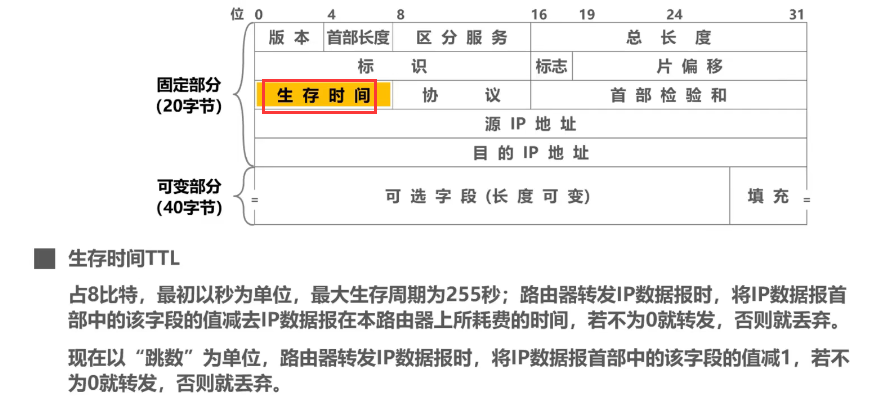 位 0 4 8 16 19 24 31
版 本 首部长度 区 分 服 务 总 长 度
标 识 标志 片 偏 移
固定部分
(20字节)
生 存 时 间 协 议 首 部 检 验 和
源 IP 地 址
目 的 IP 地 址
可变部分
(40字节)
可 选 字 段 (长 度 可 变) 填 充
生存时间TTL
占8比特，最初以秒为单位，最大生存周期为255秒；路由器转发IP数据报时，将IP数据报首
部中的该字段的值减去IP数据报在本路由器上所耗费的时间，若不为0就转发，否则就丢弃。
现在以“跳数”为单位，路由器转发IP数据报时，将IP数据报首部中的该字段的值减1，若不
为0就转发，否则就丢弃。